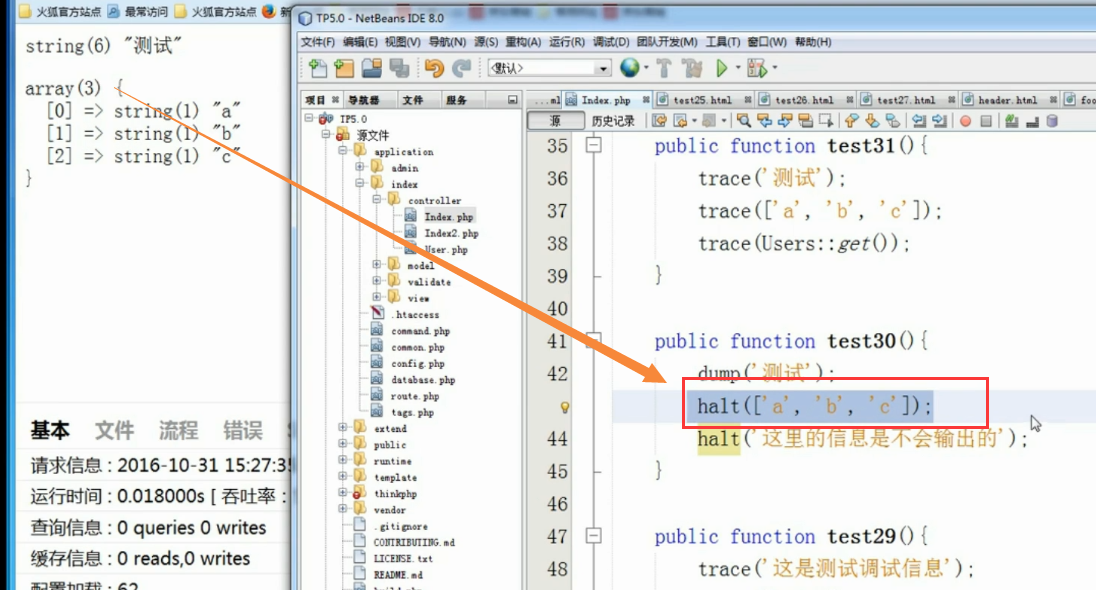 火狐官方站点 最常访问 火狐官方站点 新
string(6) "测试"
array(3) {
[0] => string(1) "a"
[1] => string(1) "b"
[2] => string(1) "c"
}
基本 文件 流程 错误
请求信息 : 2016-10-31 15:27:35
运行时间 : 0.018000s [ 吞吐率 :
查询信息 : 0 queries 0 writes
缓存信息 : 0 reads,0 writes
配置加载 : 62
TP5.0 - NetBeans IDE 8.0
文件(F) 编辑(E) 视图(V) 导航(N) 源(S) 重构(A) 运行(R) 调试(D) 团队开发(M) 工具(T) 窗口(W) 帮助(H)
<默认>
项目 导航器 文件 服务
...ml Index.php test25.html test26.html test27.html header.html foo
源 历史记录
TP5.0
源文件
application
admin
index
controller
Index.php
Index2.php
User.php
model
validate
view
.htaccess
command.php
common.php
config.php
database.php
route.php
tags.php
extend
public
runtime
template
thinkphp
vendor
.gitignore
CONTRIBUTING.md
LICENSE.txt
README.md
build.php
35 public function test31(){
36 trace('测试');
37 trace(['a', 'b', 'c']);
38 trace(Users::get());
39 }
40
41 public function test30(){
42 dump('测试');
halt(['a', 'b', 'c']);
44 halt('这里的信息是不会输出的');
45 }
46
47 public function test29(){
48 trace('这是测试调试信息');